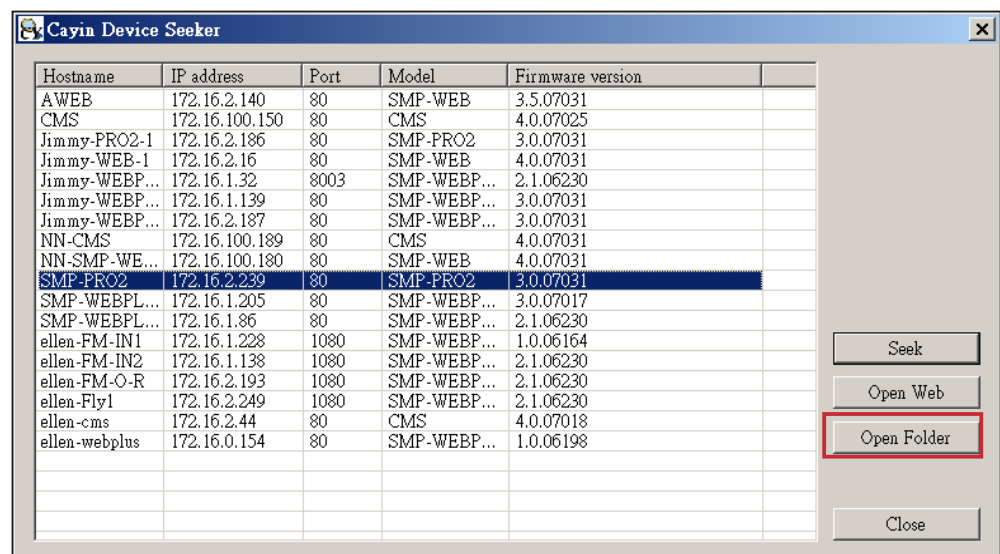 Cayin Device Seeker
Hostname IP address Port Model Firmware version
AWEB 172.16.2.140 80 SMP-WEB 3.5.07031
CMS 172.16.100.150 80 CMS 4.0.07025
Jimmy-PRO2-1 172.16.2.186 80 SMP-PRO2 3.0.07031
Jimmy-WEB-1 172.16.2.16 80 SMP-WEB 4.0.07031
Jimmy-WEBP... 172.16.1.32 8003 SMP-WEBP... 2.1.06230
Jimmy-WEBP... 172.16.1.139 80 SMP-WEBP... 3.0.07031
Jimmy-WEBP... 172.16.2.187 80 SMP-WEBP... 3.0.07031
NN-CMS 172.16.100.189 80 CMS 4.0.07031
NN-SMP-WE... 172.16.100.180 80 SMP-WEB 4.0.07031
SMP-PRO2 172.16.2.239 80 SMP-PRO2 3.0.07031
SMP-WEBPL... 172.16.1.205 80 SMP-WEBP... 3.0.07017
SMP-WEBPL... 172.16.1.86 80 SMP-WEBP... 2.1.06230
ellen-FM-IN1 172.16.1.228 1080 SMP-WEBP... 1.0.06164
ellen-FM-IN2 172.16.1.138 1080 SMP-WEBP... 2.1.06230
ellen-FM-O-R 172.16.2.193 1080 SMP-WEBP... 2.1.06230
ellen-Fly1 172.16.2.249 1080 SMP-WEBP... 2.1.06230
ellen-cms 172.16.2.44 80 CMS 4.0.07018
ellen-webplus 172.16.0.154 80 SMP-WEBP... 1.0.06198
Seek
Open Web
Open Folder
Close